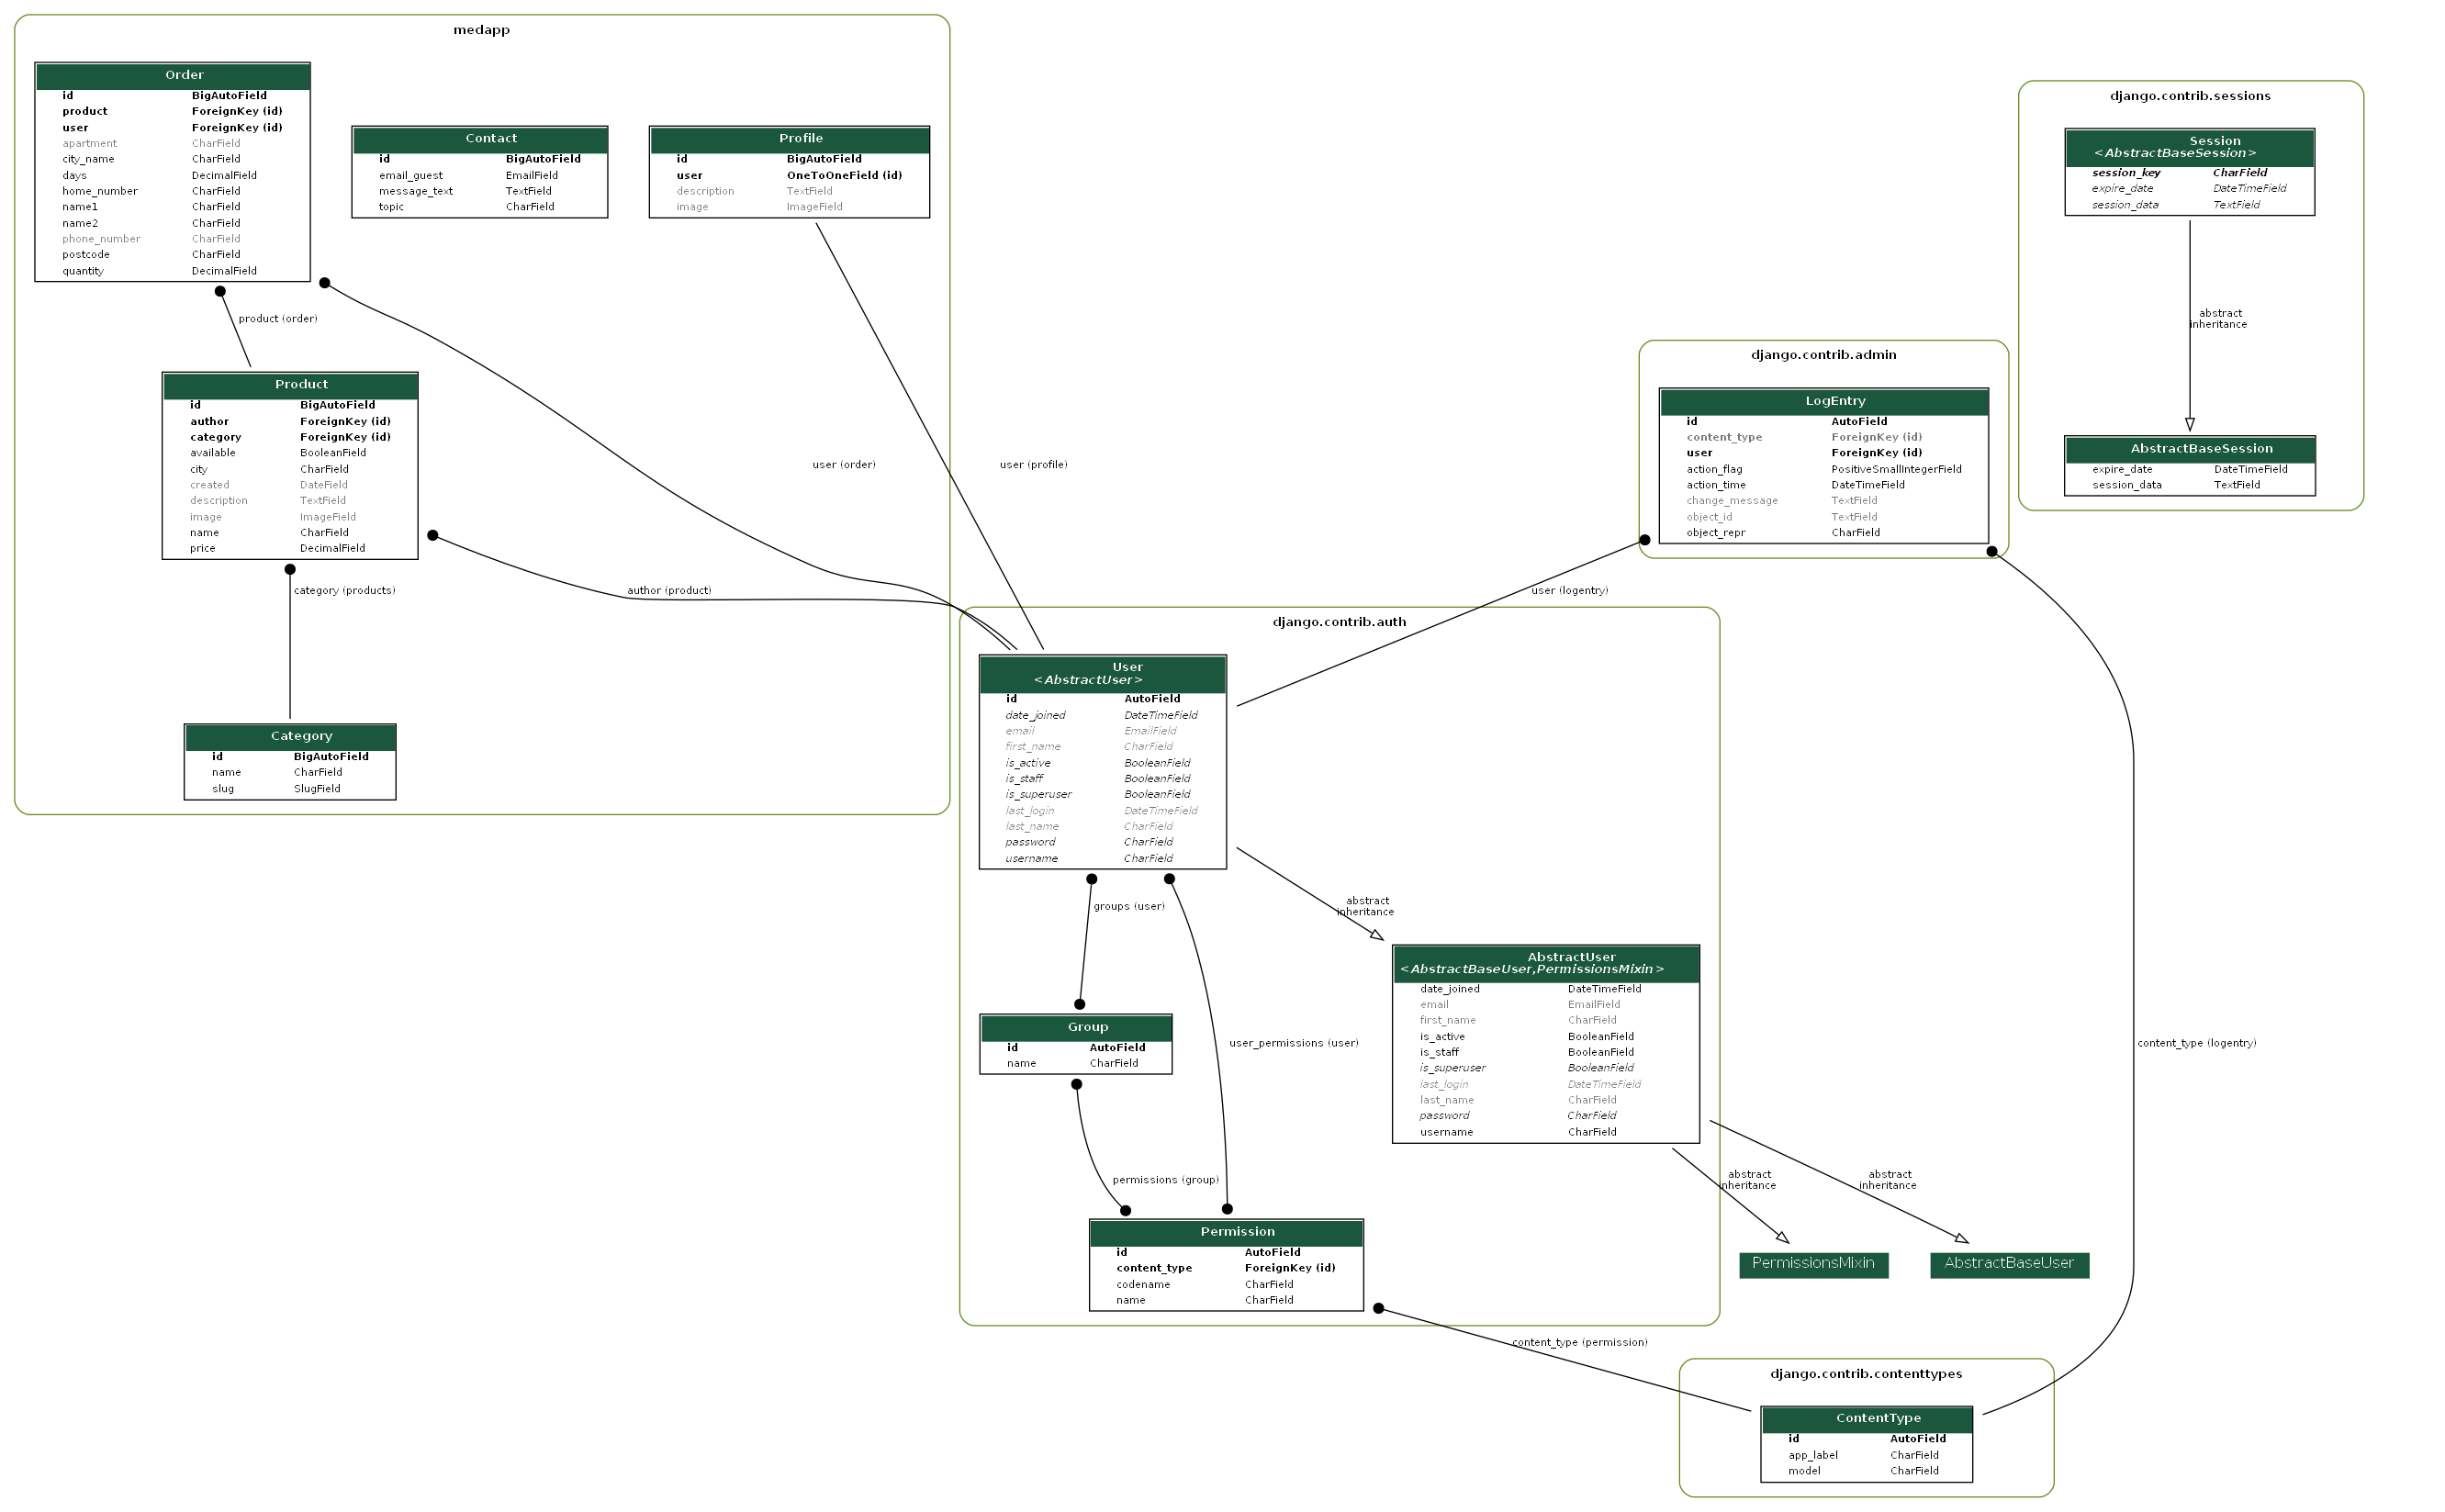 medapp
Order
id BigAutoField
product ForeignKey (id)
user ForeignKey (id)
apartment CharField
city_name CharField
days DecimalField
home_number CharField
name1 CharField
name2 CharField
phone_number CharField
postcode CharField
quantity DecimalField
Contact
id BigAutoField
email_guest EmailField
message_text TextField
topic CharField
Profile
id BigAutoField
user OneToOneField (id)
description TextField
image ImageField
product (order)
user (order)
user (profile)
Product
id BigAutoField
author ForeignKey (id)
category ForeignKey (id)
available BooleanField
city CharField
created DateField
description TextField
image ImageField
name CharField
price DecimalField
category (products)
author (product)
Category
id BigAutoField
name CharField
slug SlugField
django.contrib.sessions
Session
<AbstractBaseSession>
session_key CharField
expire_date DateTimeField
session_data TextField
abstract
inheritance
AbstractBaseSession
expire_date DateTimeField
session_data TextField
django.contrib.admin
LogEntry
id AutoField
content_type ForeignKey (id)
user ForeignKey (id)
action_flag PositiveSmallIntegerField
action_time DateTimeField
change_message TextField
object_id TextField
object_repr CharField
user (logentry)
content_type (logentry)
django.contrib.auth
User
<AbstractUser>
id AutoField
date_joined DateTimeField
email EmailField
first_name CharField
is_active BooleanField
is_staff BooleanField
is_superuser BooleanField
last_login DateTimeField
last_name CharField
password CharField
username CharField
groups (user)
abstract
inheritance
Group
id AutoField
name CharField
user_permissions (user)
permissions (group)
AbstractUser
<AbstractBaseUser,PermissionsMixin>
date_joined DateTimeField
email EmailField
first_name CharField
is_active BooleanField
is_staff BooleanField
is_superuser BooleanField
last_login DateTimeField
last_name CharField
password CharField
username CharField
abstract
inheritance
abstract
inheritance
PermissionsMixin
AbstractBaseUser
Permission
id AutoField
content_type ForeignKey (id)
codename CharField
name CharField
content_type (permission)
django.contrib.contenttypes
ContentType
id AutoField
app_label CharField
model CharField